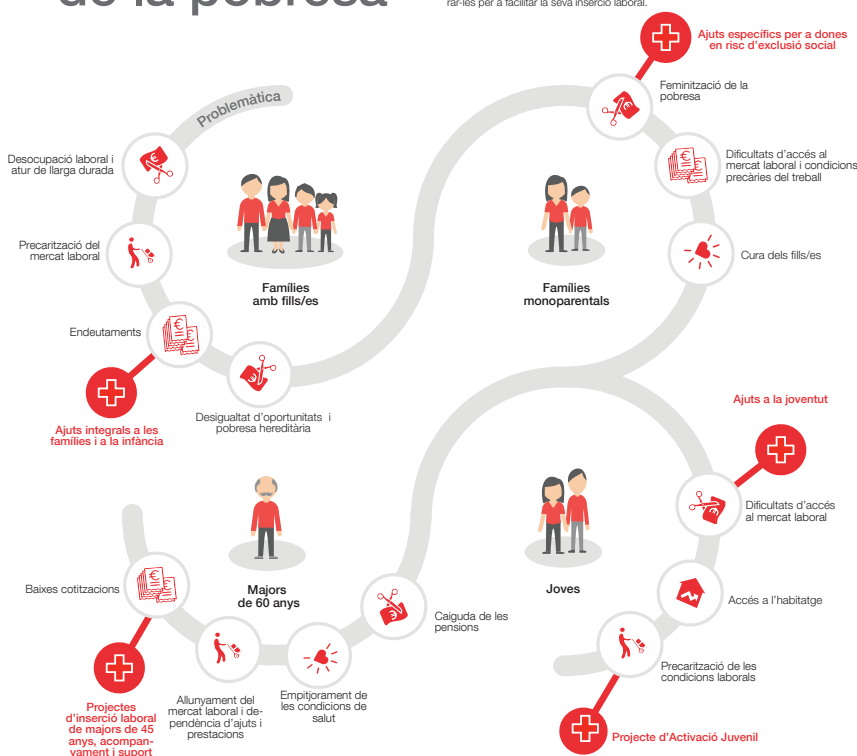 de la pobresa
rar-les per a facilitar la seva inserció laboral.
Ajuts específics per a dones
en risc d'exclusió social
Problemàtica
Feminització de la
pobresa
Desocupació laboral i
atur de llarga durada
Dificultats d'accés al
mercat laboral i condicions
precàries del treball
Precarització del
mercat laboral
Cura dels fills/es
Famílies
amb fills/es
Famílies
monoparentals
Endeutaments
Desigualtat d'oportunitats i
pobresa hereditària
Ajuts integrals a les
famílies i a la infància
Ajuts a la joventut
Dificultats d'accés
al mercat laboral
Baixes cotitzacions
Majors
de 60 anys
Joves
Accés a l'habitatge
Caiguda de les
pensions
Precarització de les
condicions laborals
Allunyament del
mercat laboral i de-
pendència d'ajuts i
prestacions
Empitjorament de
les condicions de
salut
Projectes
d'inserció laboral
de majors de 45
anys, acompan-
yament i suport
Projecte d'Activació Juvenil